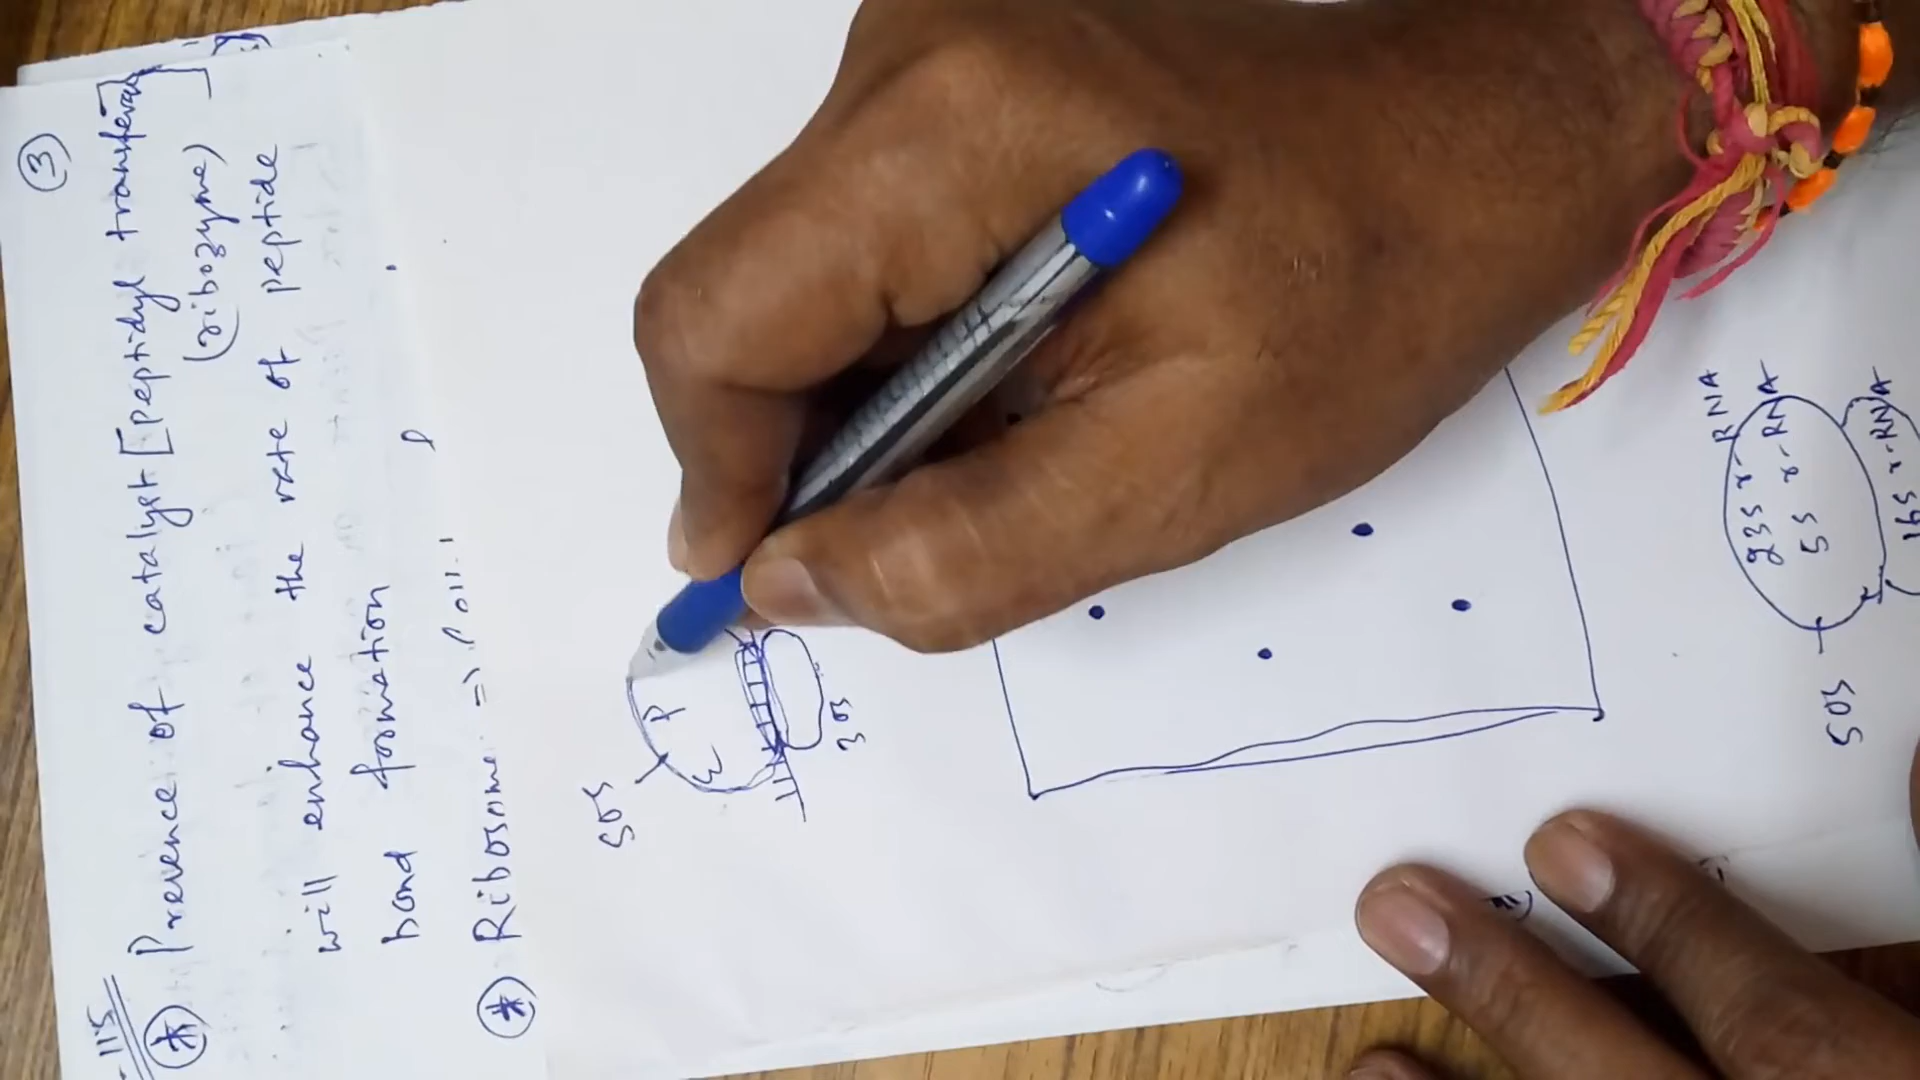 ③
- 115
* Presence of catalyst [Peptidyl transferase]
(ribozyme)
will enhance the rate of peptide
bond formation
* Ribosome =>
50S
E P
30S
23S r-RNA
5S r-RNA
16S r-RNA
50S